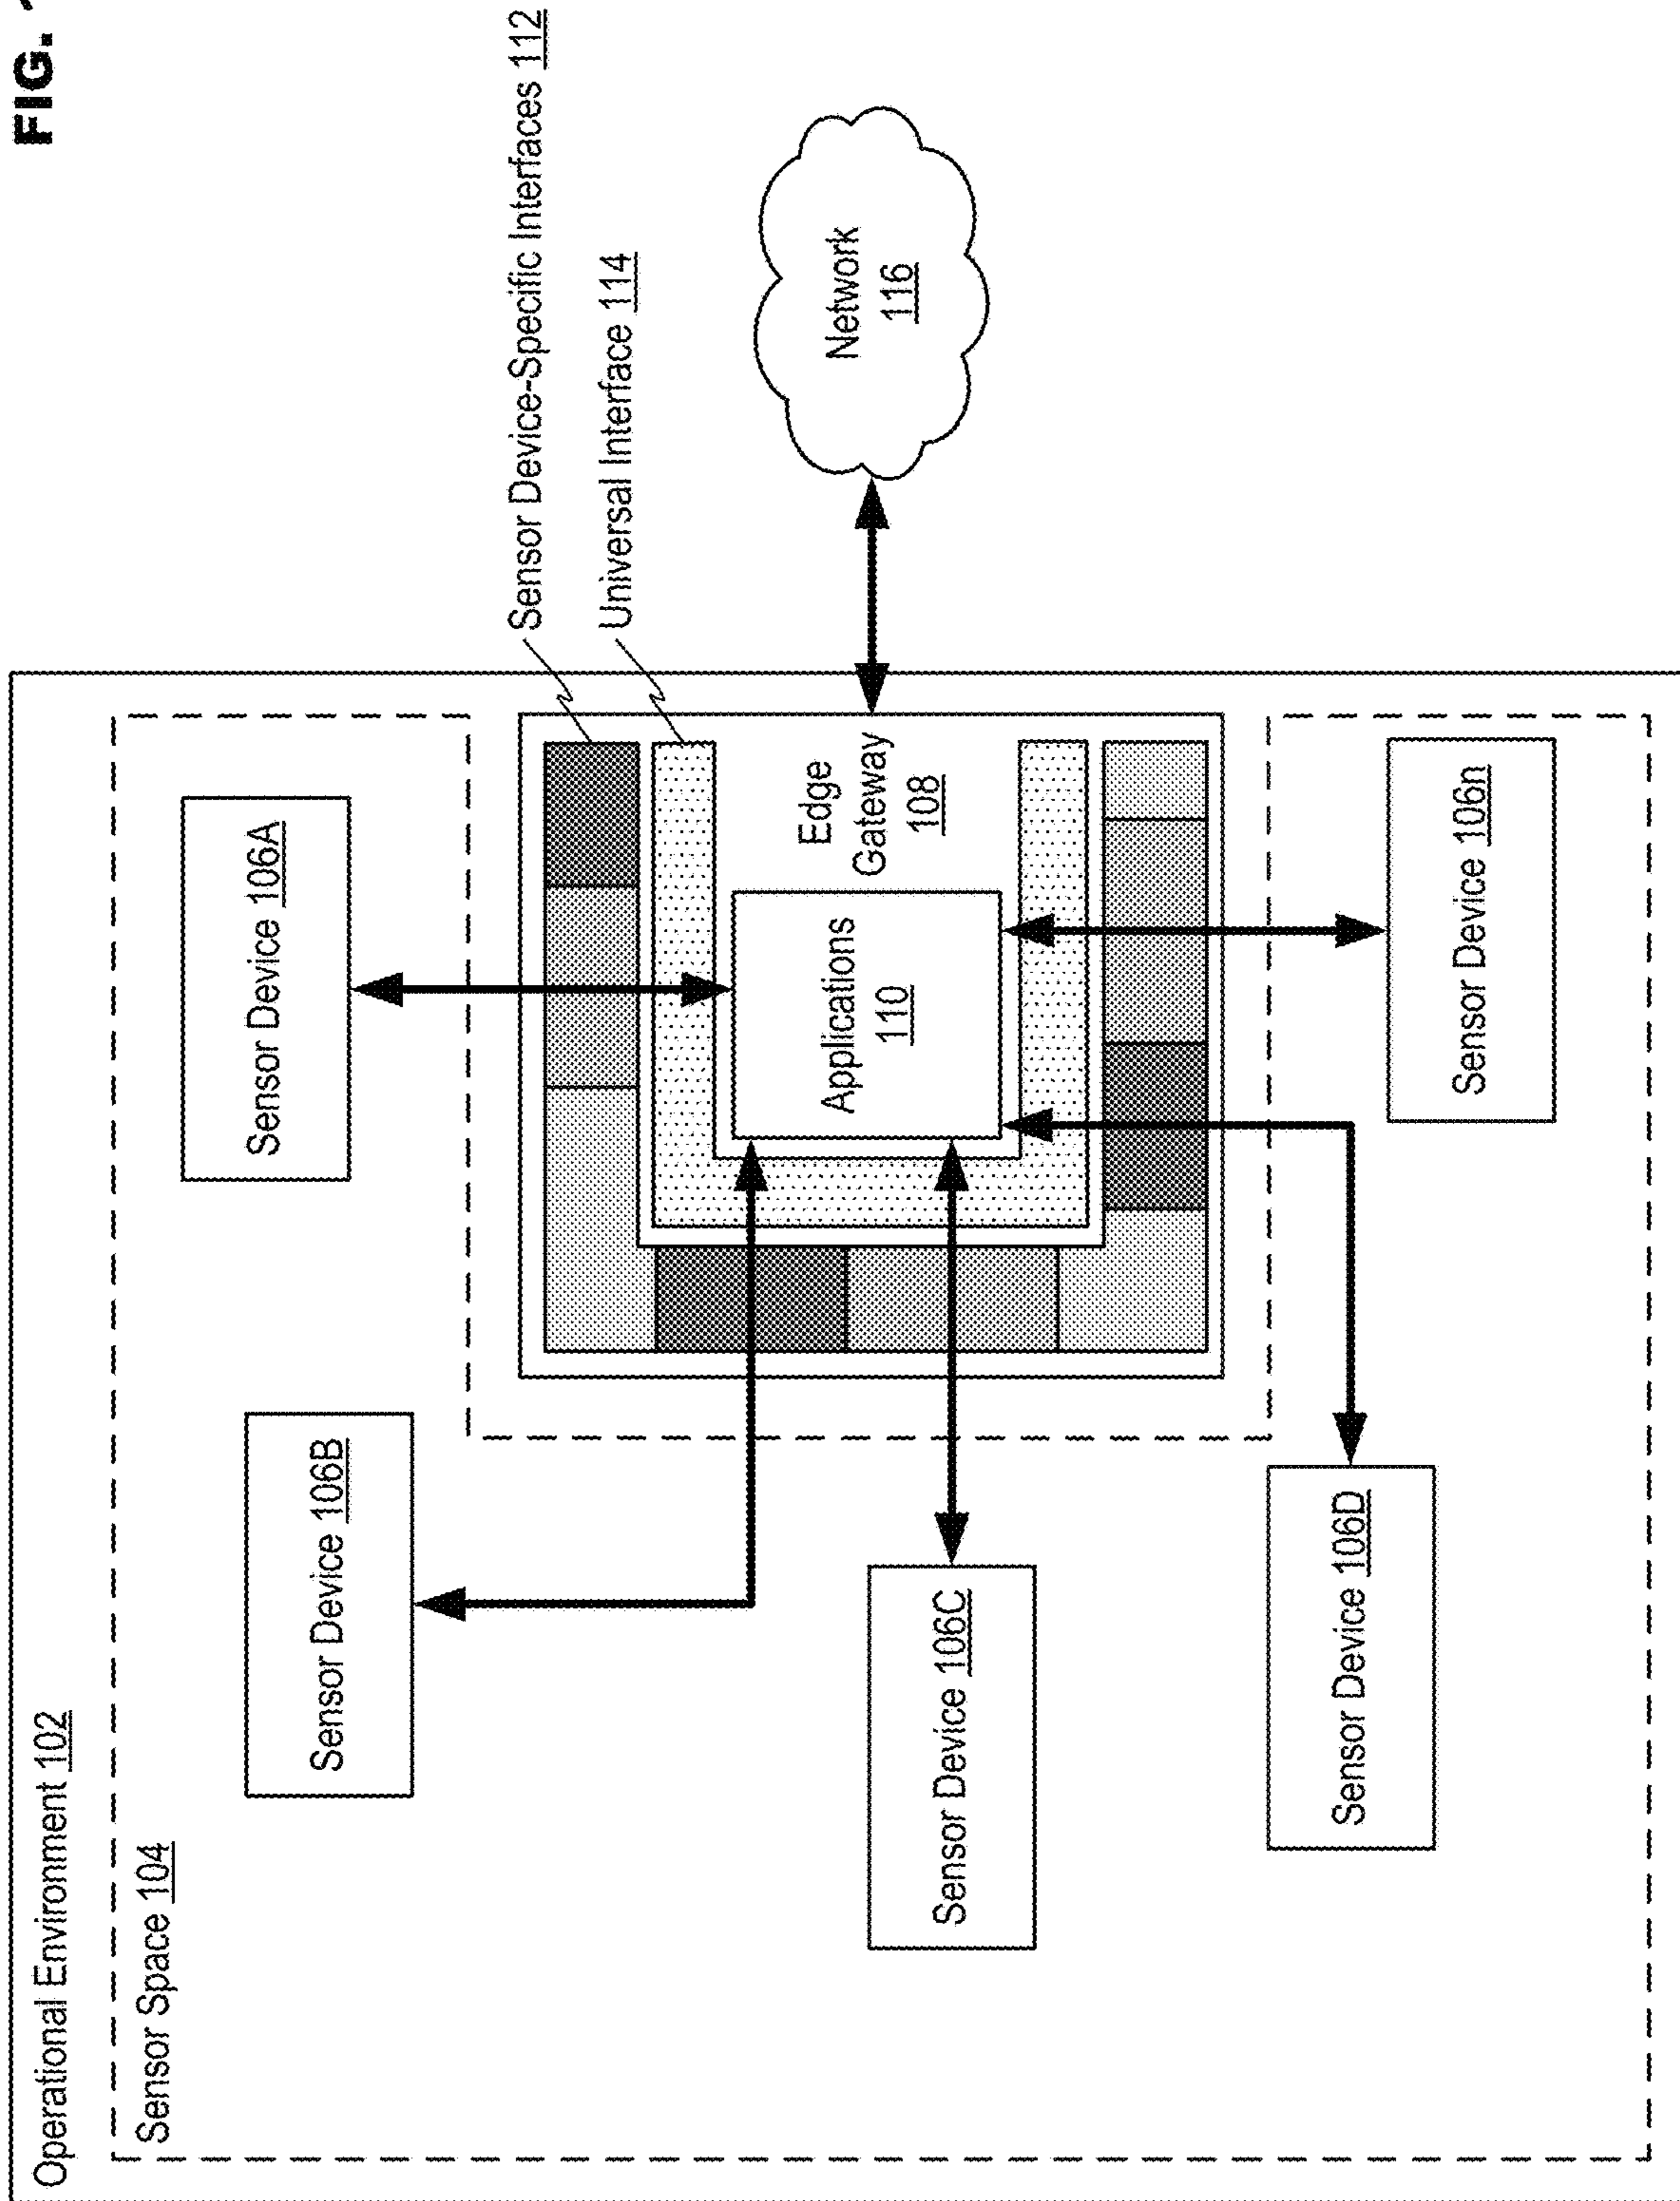 FIG.
Operational Environment 102
Sensor Space 104
Sensor Device 106A
Sensor Device 106B
Sensor Device-Specific Interfaces 112
Universal Interface 114
Edge
Gateway
108
Applications
110
Network
116
Sensor Device 106C
Sensor Device 106D
Sensor Device 106n